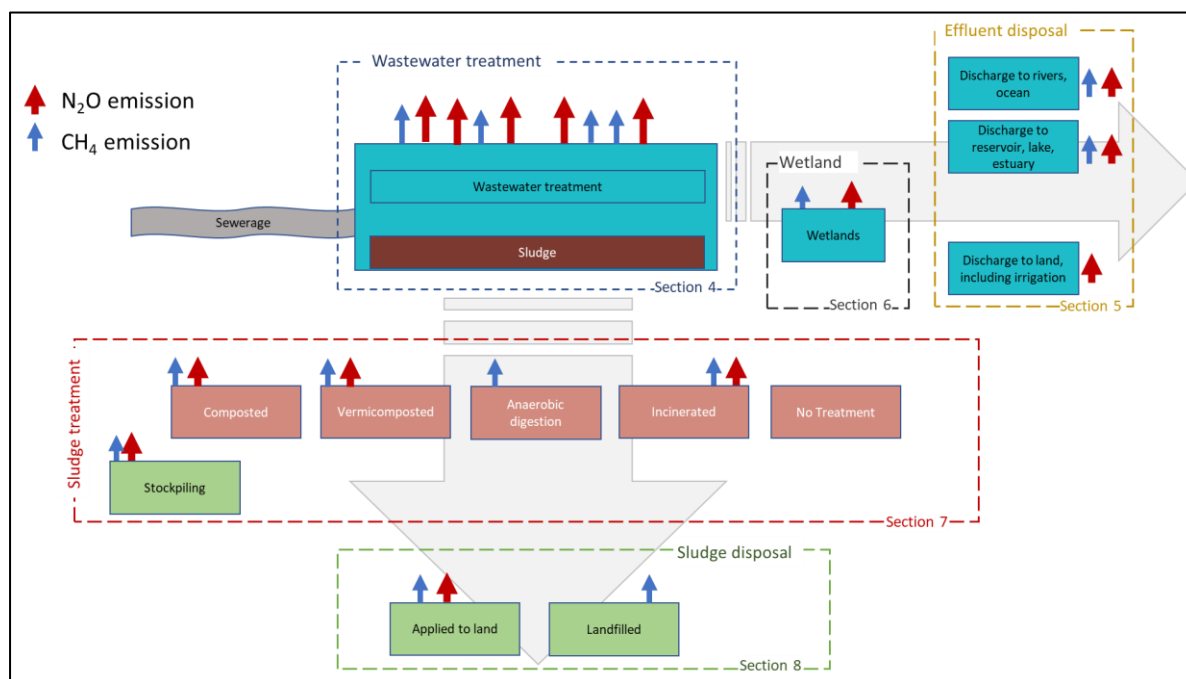 N₂O emission
CH₄ emission
Wastewater treatment
Wastewater treatment
Sludge
Sewerage
Section 4
Wetland
Wetlands
Section 6
Effluent disposal
Discharge to rivers,
ocean
Discharge to
reservoir, lake,
estuary
Discharge to land,
including irrigation
Section 5
Sludge treatment
Composted
Vermicomposted
Anaerobic
digestion
Incinerated
No Treatment
Stockpiling
Section 7
Sludge disposal
Applied to land
Landfilled
Section 8